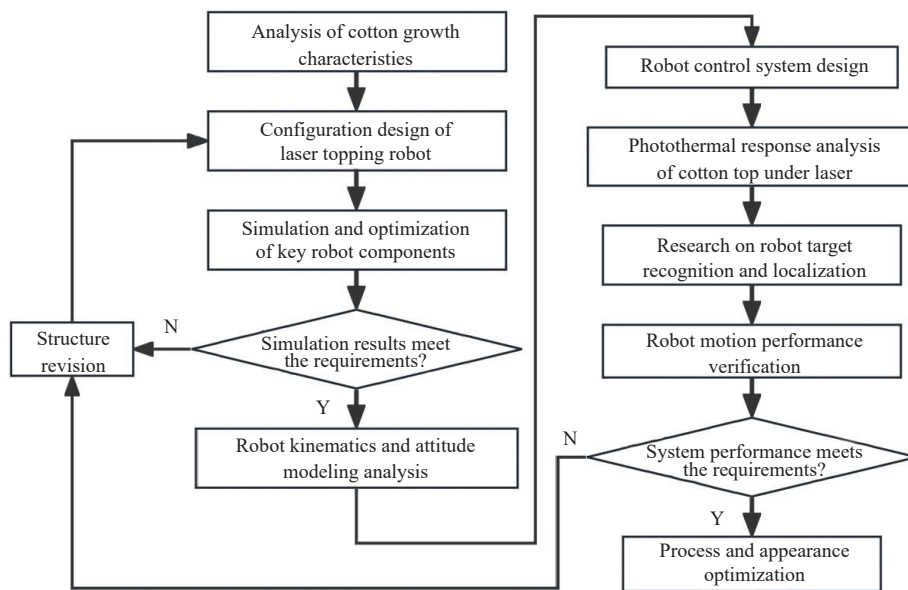 Analysis of cotton growth
characteristics
Configuration design of
laser topping robot
Simulation and optimization
of key robot components
N
Structure
revision
Simulation results meet
the requirements?
Y
Robot kinematics and attitude
modeling analysis
Robot control system design
Photothermal response analysis
of cotton top under laser
Research on robot target
recognition and localization
Robot motion performance
verification
N
System performance meets
the requirements?
Y
Process and appearance
optimization